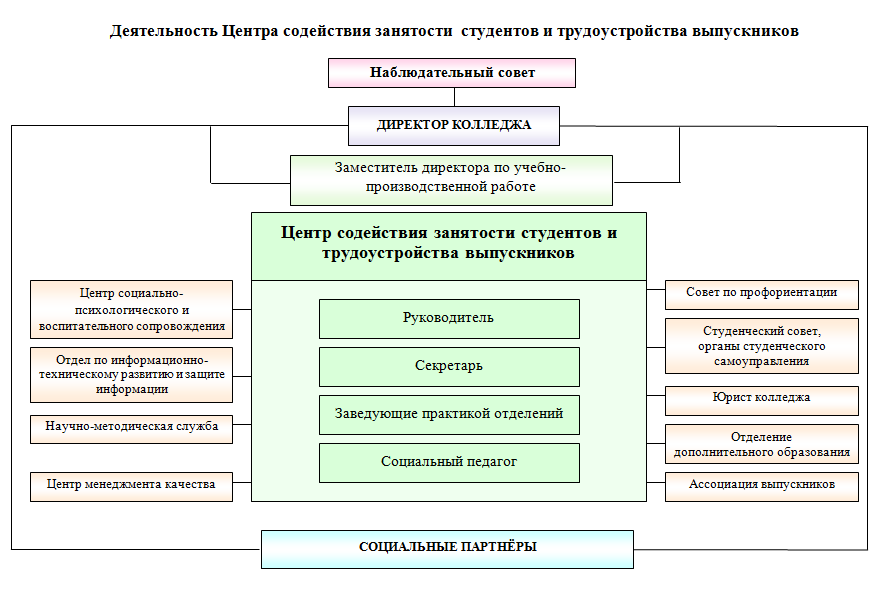 Деятельность Центра содействия занятости студентов и трудоустройства выпускников
Наблюдательный совет
ДИРЕКТОР КОЛЛЕДЖА
Заместитель директора по учебно-
производственной работе
Центр содействия занятости студентов и
трудоустройства выпускников
Руководитель
Секретарь
Заведующие практикой отделений
Социальный педагог
Центр социально-
психологического и
воспитательного сопровождения
Отдел по информационно-
техническому развитию и защите
информации
Научно-методическая служба
Центр менеджмента качества
Совет по профориентации
Студенческий совет,
органы студенческого
самоуправления
Юрист колледжа
Отделение
дополнительного образования
Ассоциация выпускников
СОЦИАЛЬНЫЕ ПАРТНЁРЫ